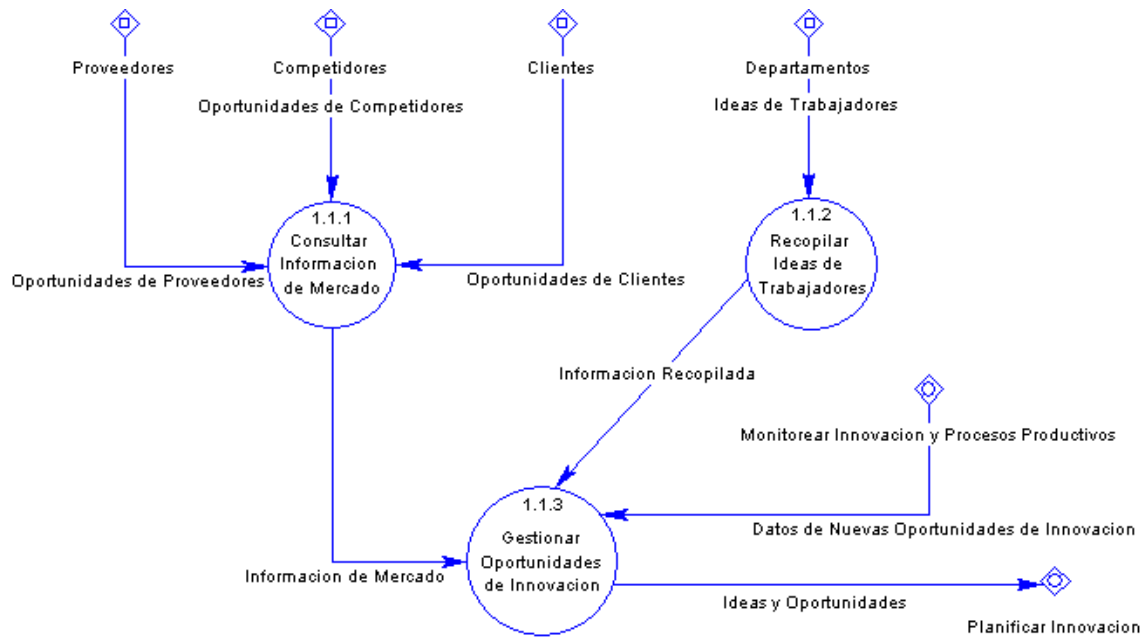 Proveedores
Competidores
Clientes
Departamentos
Oportunidades de Competidores
Ideas de Trabajadores
1.1.1
Consultar
Informacion
de Mercado
1.1.2
Recopilar
Ideas de
Trabajadores
Oportunidades de Proveedores
Oportunidades de Clientes
Informacion Recopilada
Monitorear Innovacion y Procesos Productivos
1.1.3
Gestionar
Oportunidades
de Innovacion
Datos de Nuevas Oportunidades de Innovacion
Informacion de Mercado
Ideas y Oportunidades
Planificar Innovacion